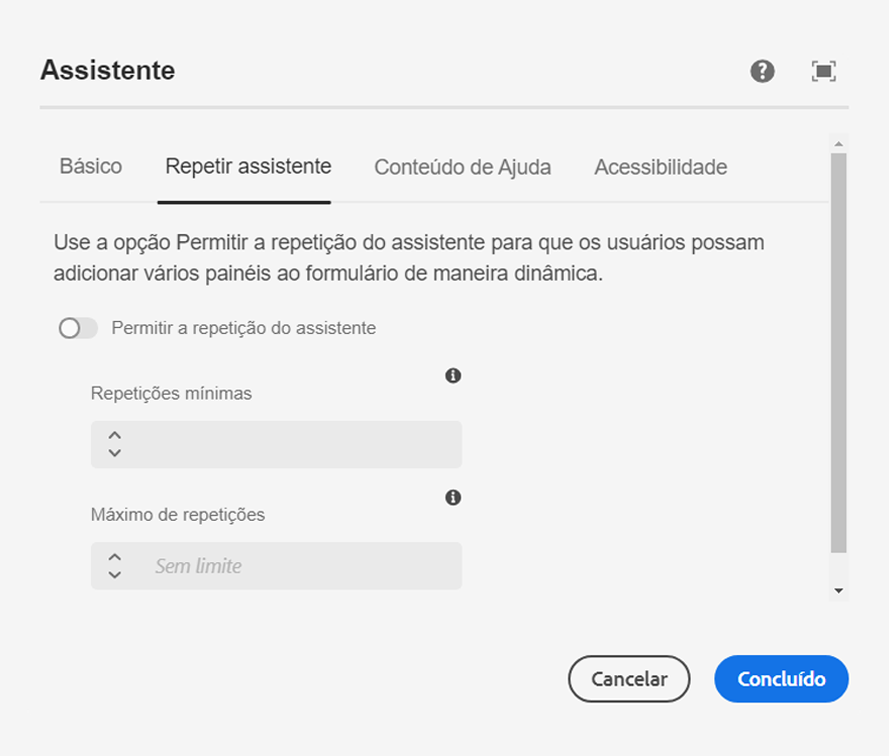 Assistente
Básico Repetir assistente Conteúdo de Ajuda Acessibilidade
Use a opção Permitir a repetição do assistente para que os usuários possam
adicionar vários painéis ao formulário de maneira dinâmica.
Permitir a repetição do assistente
Repetições mínimas
Máximo de repetições
Sem limite
Cancelar Concluído